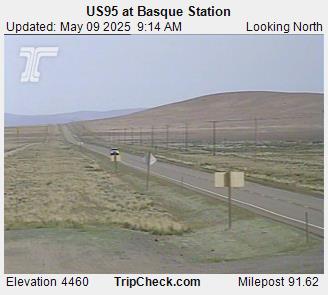 US95 at Basque Station
Updated: May 09 2025 9:14 AM Looking North
Elevation 4460 TripCheck.com Milepost 91.62